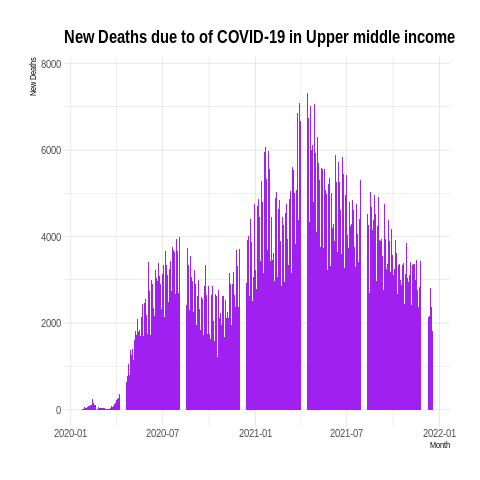 New Deaths due to of COVID-19 in Upper middle income
New Deaths
8000
6000
4000
2000
0
2020-01 2020-07 2021-01 2021-07 2022-01
Month